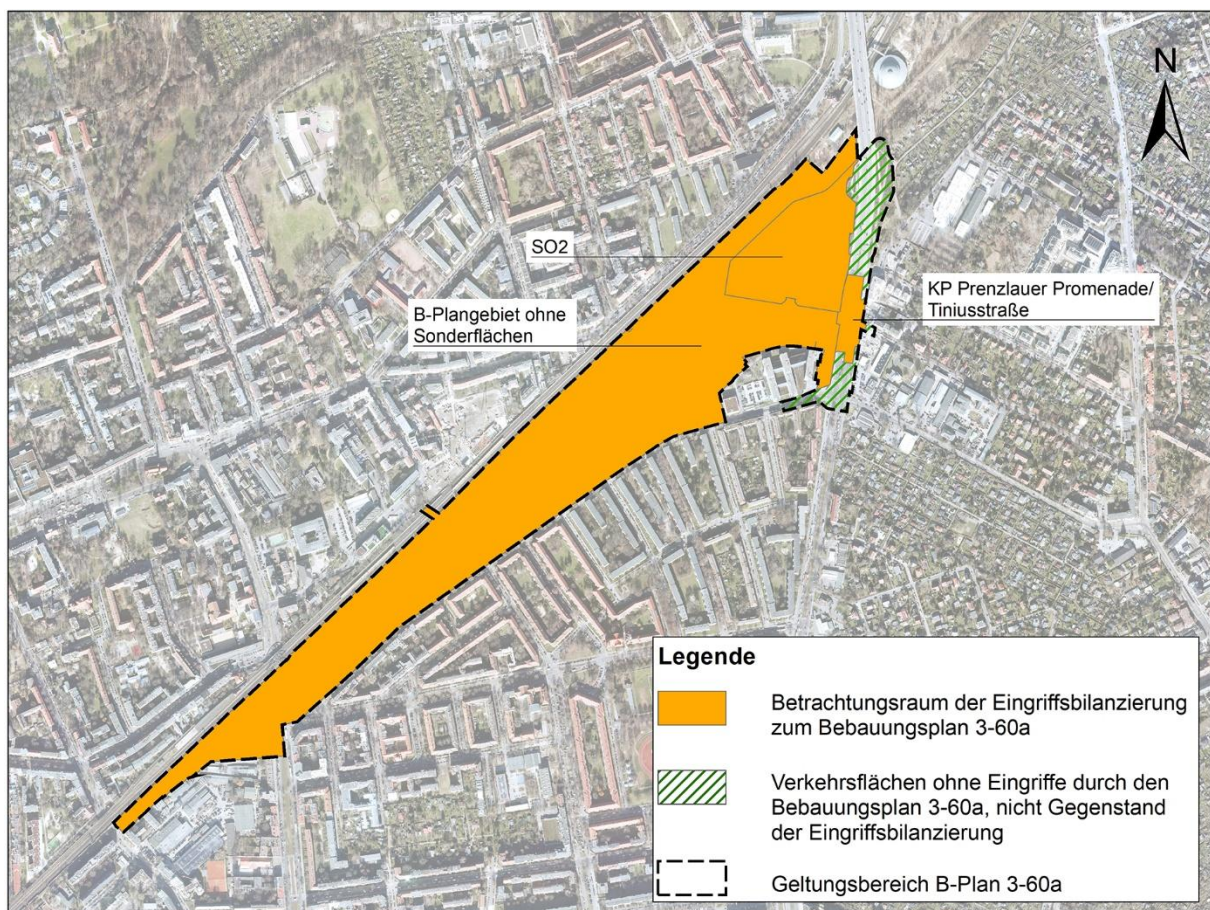 N
SO2
KP Prenzlauer Promenade/
Tiniusstraße
B-Plangebiet ohne
Sonderflächen
Legende
Betrachtungsraum der Eingriffsbilanzierung
zum Bebauungsplan 3-60a
Verkehrsflächen ohne Eingriffe durch den
Bebauungsplan 3-60a, nicht Gegenstand
der Eingriffsbilanzierung
Geltungsbereich B-Plan 3-60a